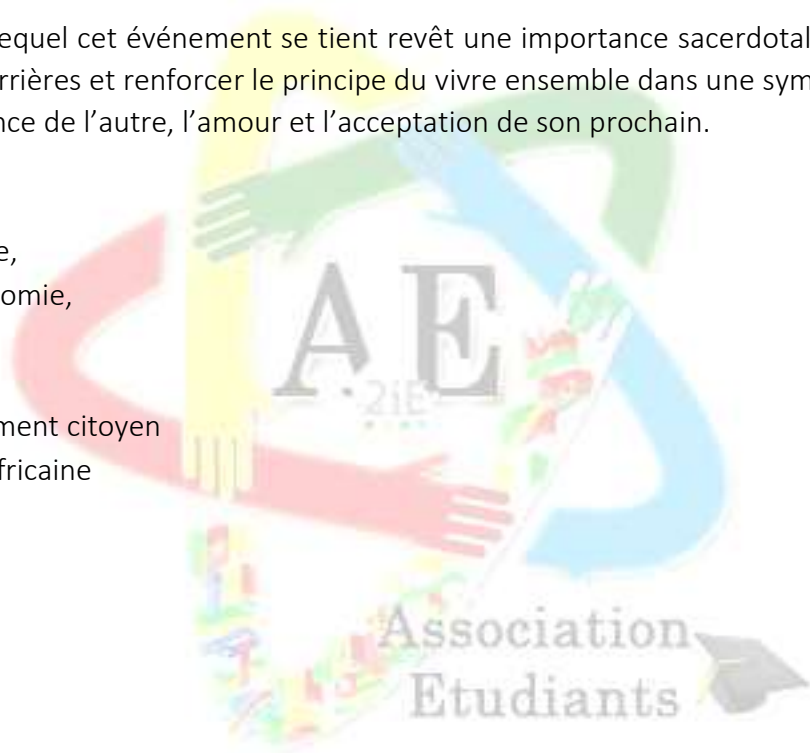 equel cet événement se tient revêt une importance sacerdotal
rrières et renforcer le principe du vivre ensemble dans une sym
nce de l’autre, l’amour et l’acceptation de son prochain.
e,
omie,
AE
2iE
ment citoyen
fricaine
Association
Etudiants